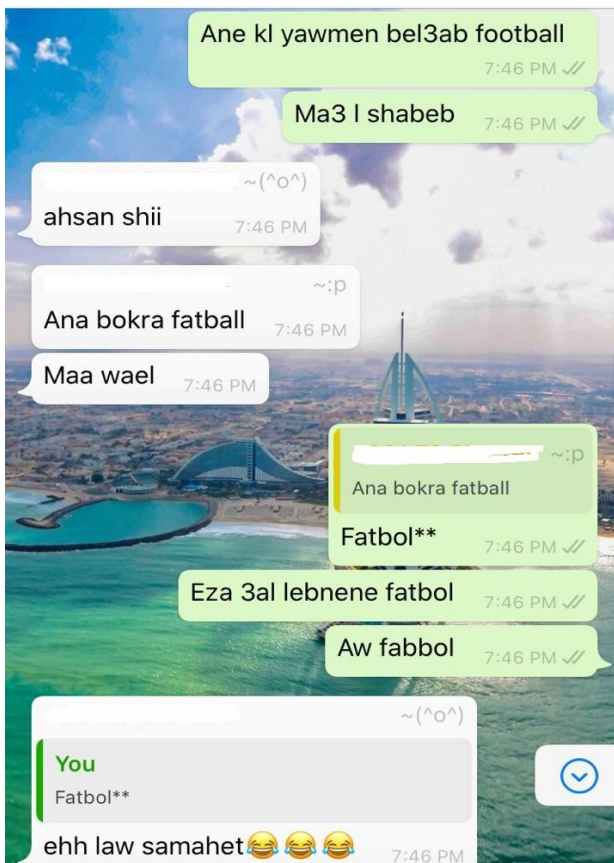 Ane kl yawmen bel3ab football
7:46 PM
Ma3 l shabeb
7:46 PM
~(^o^)
ahsan shii
7:46 PM
~:p
Ana bokra fatball
7:46 PM
Maa wael
7:46 PM
~:p
Ana bokra fatball
Fatbol**
7:46 PM
Eza 3al lebnene fatbol
7:46 PM
Aw fabbol
7:46 PM
~(^o^)
You
Fatbol**
ehh law samahet😂😂😂
7:46 PM